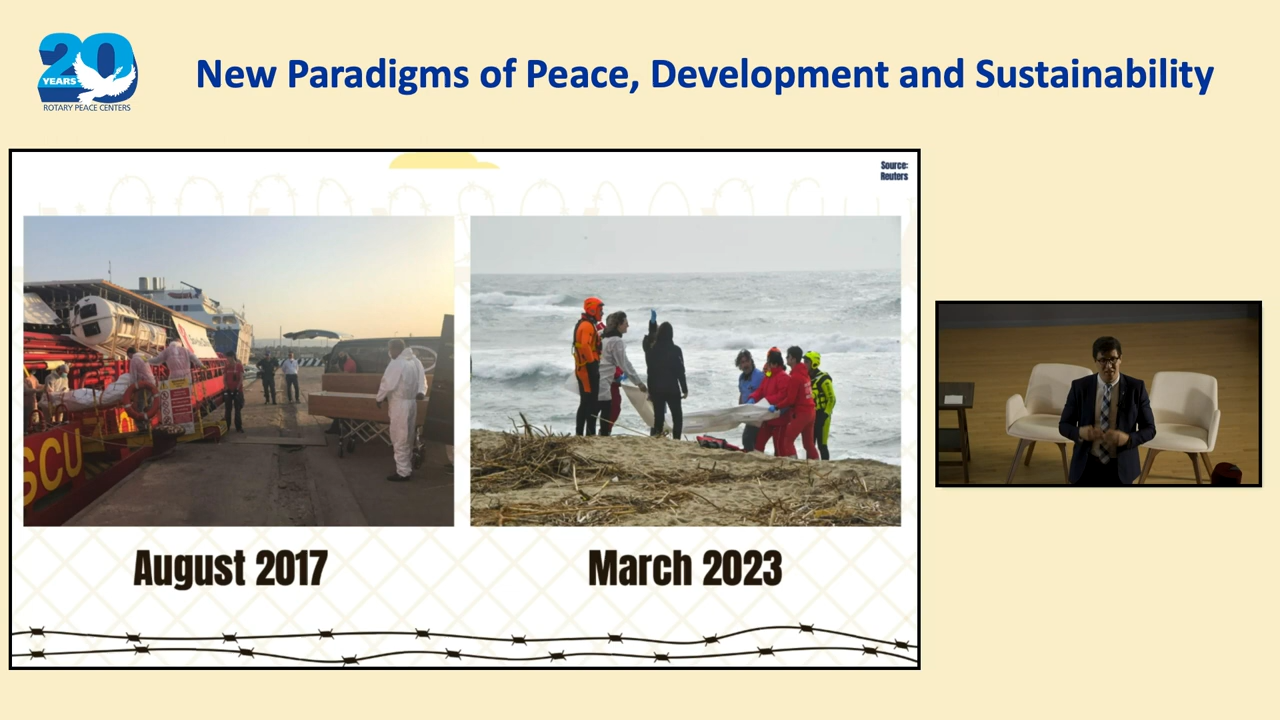 20
YEARS
ROTARY PEACE CENTERS
New Paradigms of Peace, Development and Sustainability
Source:
Reuters
SCU
August 2017
March 2023